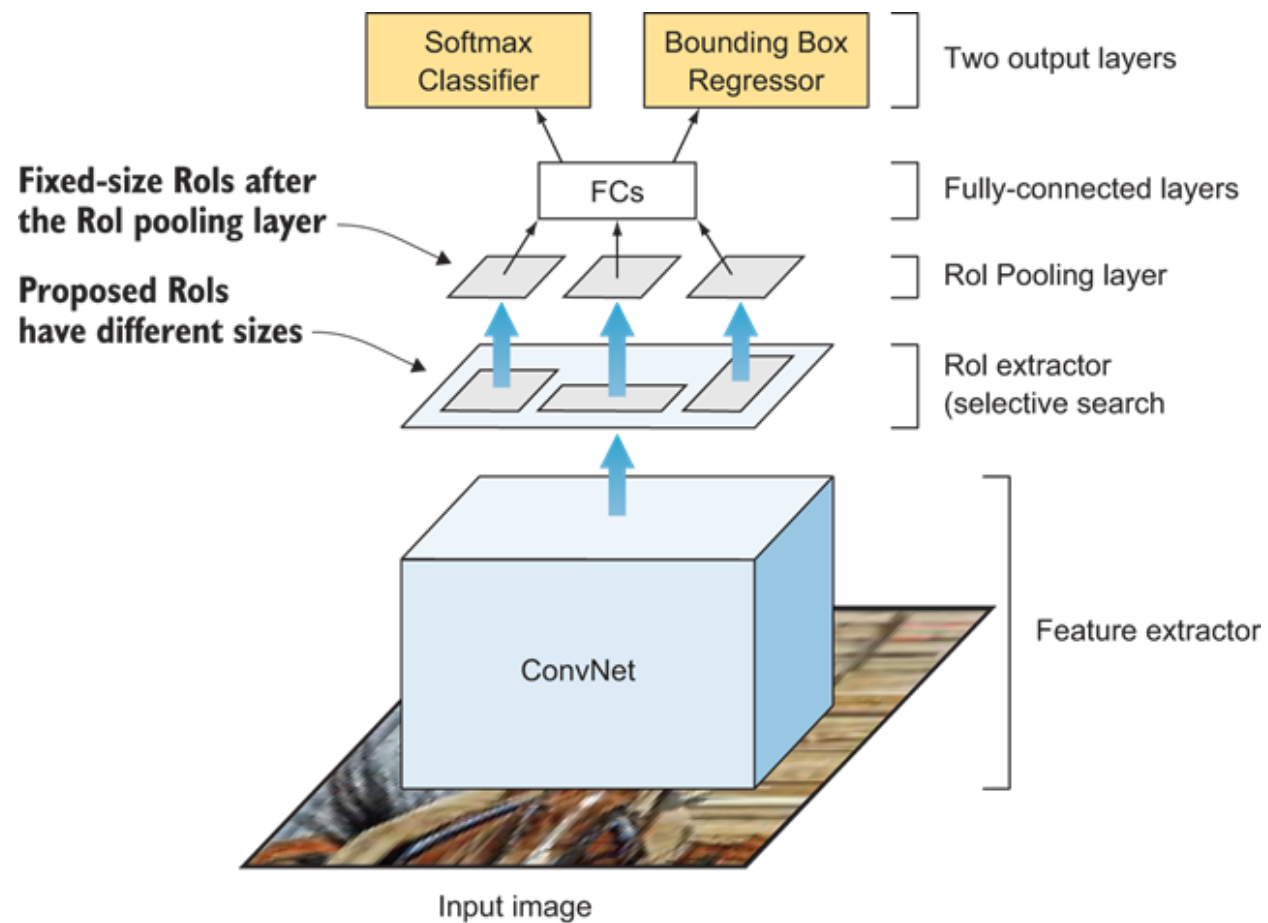 Softmax
Classifier
Bounding Box
Regressor
Two output layers
Fixed-size RoIs after
the RoI pooling layer
FCs
Fully-connected layers
Proposed RoIs
have different sizes
RoI Pooling layer
RoI extractor
(selective search
ConvNet
Feature extractor
Input image